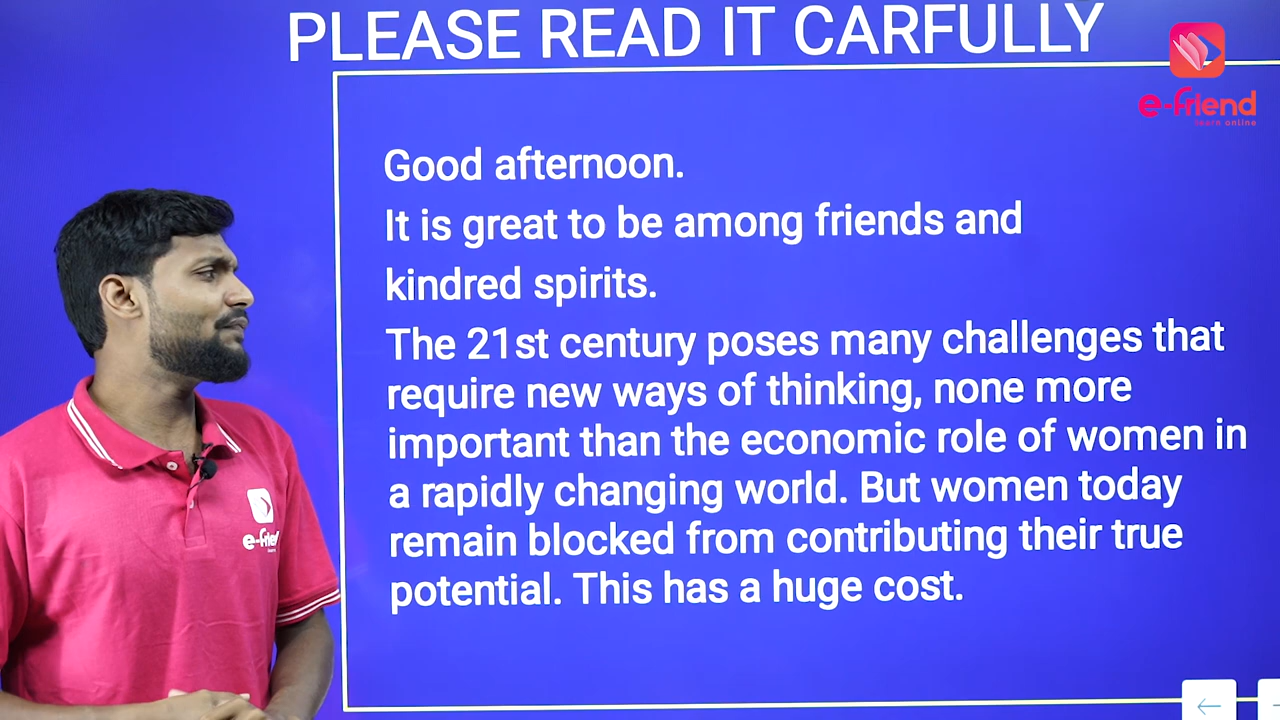 PLEASE READ IT CARFULLY
e-friend
learn online
Good afternoon.
It is great to be among friends and
kindred spirits.
The 21st century poses many challenges that
require new ways of thinking, none more
important than the economic role of women in
a rapidly changing world. But women today
remain blocked from contributing their true
potential. This has a huge cost.